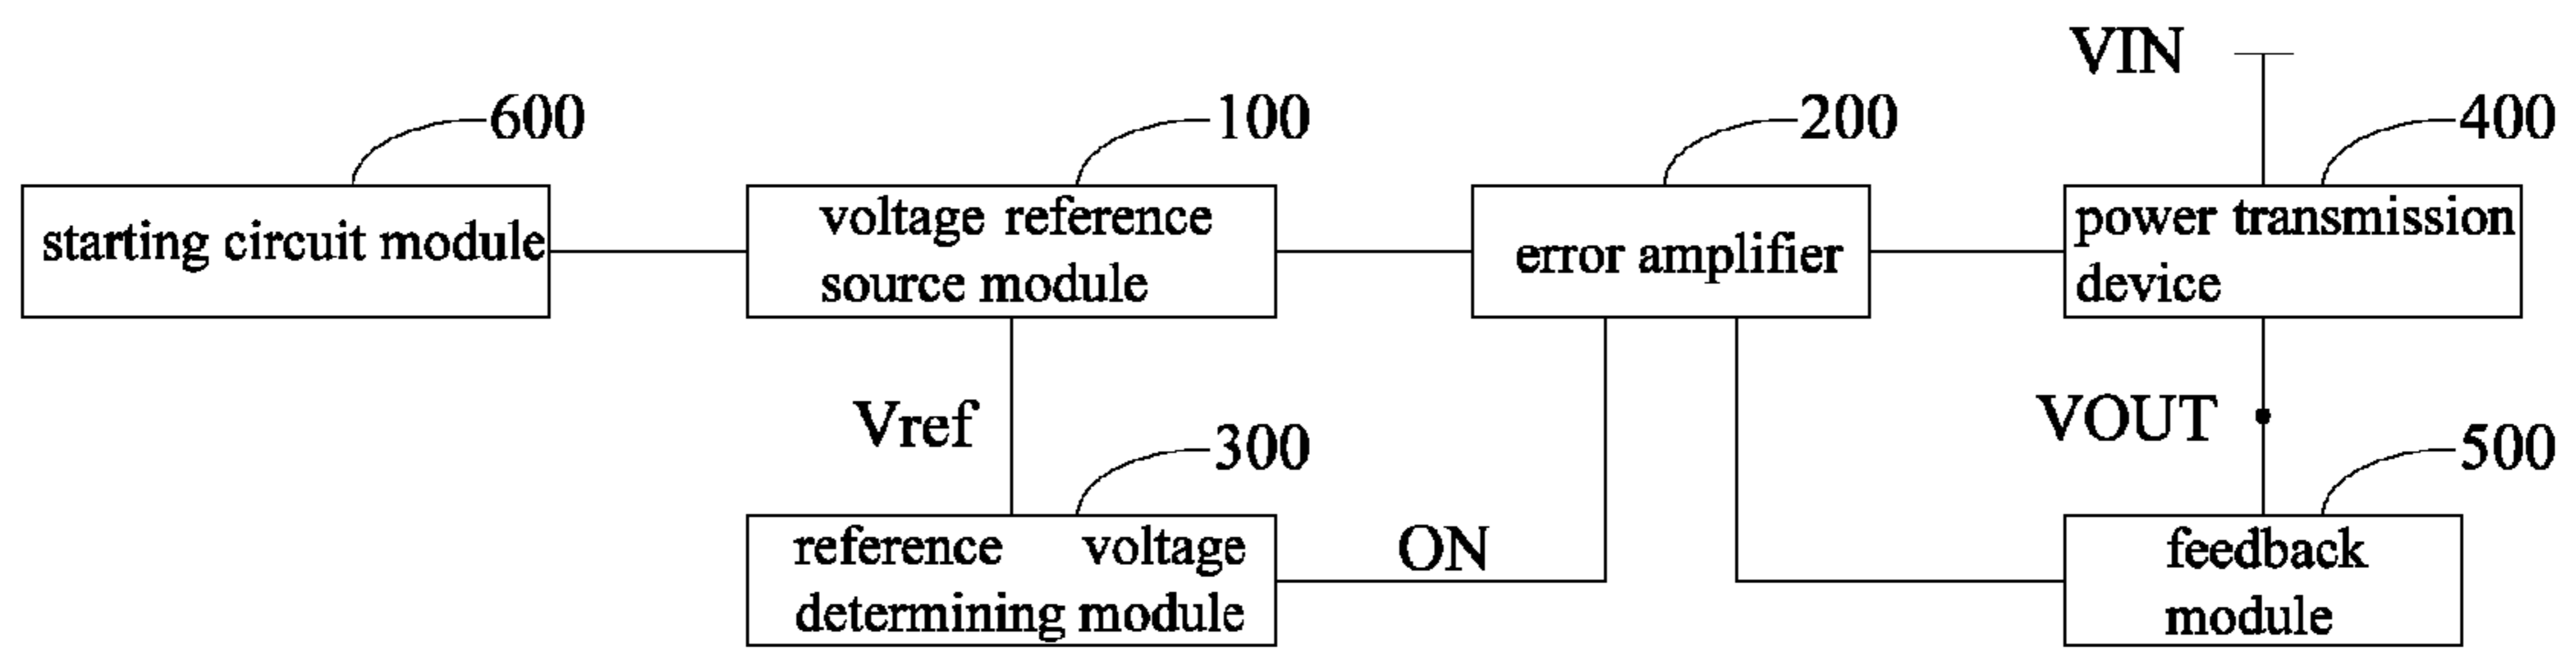 VIN
600
100
200
400
starting circuit module
voltage reference
source module
error amplifier
power transmission
device
Vref
VOUT
300
500
ON
reference voltage
determining module
feedback
module